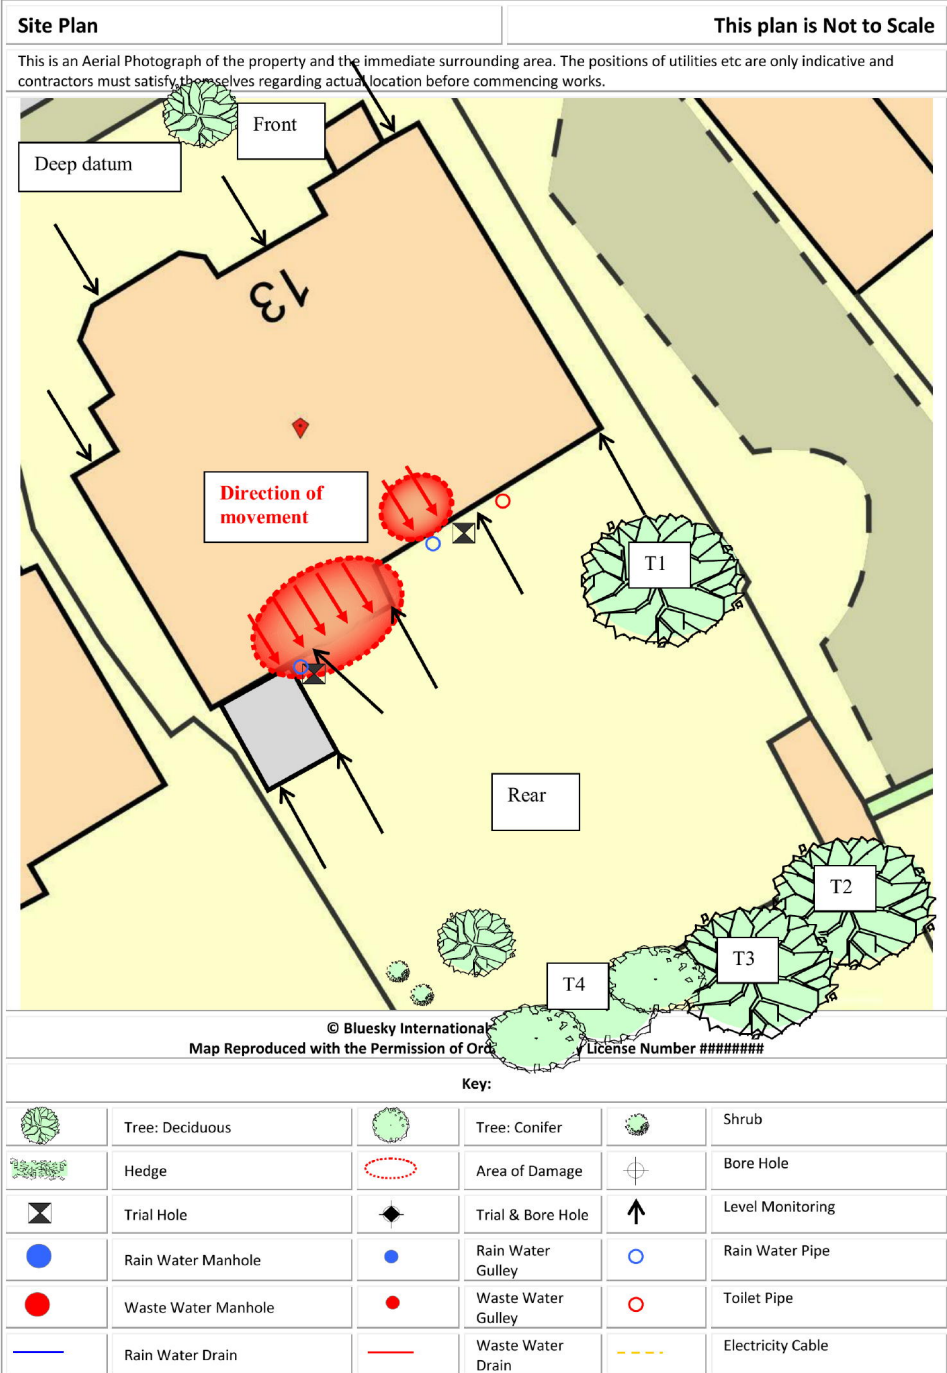 Site Plan
This plan is Not to Scale
This is an Aerial Photograph of the property and the immediate surrounding area. The positions of utilities etc are only indicative and
contractors must satisfy themselves regarding actual location before commencing works.
Front
Deep datum
13
Direction of
movement
T1
Rear
T2
T3
T4
© Bluesky International
Map Reproduced with the Permission of Ord
License Number ########
Key:
Tree: Deciduous
Tree: Conifer
Shrub
Hedge
Area of Damage
Bore Hole
Trial Hole
Trial & Bore Hole
Level Monitoring
Rain Water Manhole
Rain Water
Gulley
Rain Water Pipe
Waste Water Manhole
Waste Water
Gulley
Toilet Pipe
Rain Water Drain
Waste Water
Drain
Electricity Cable